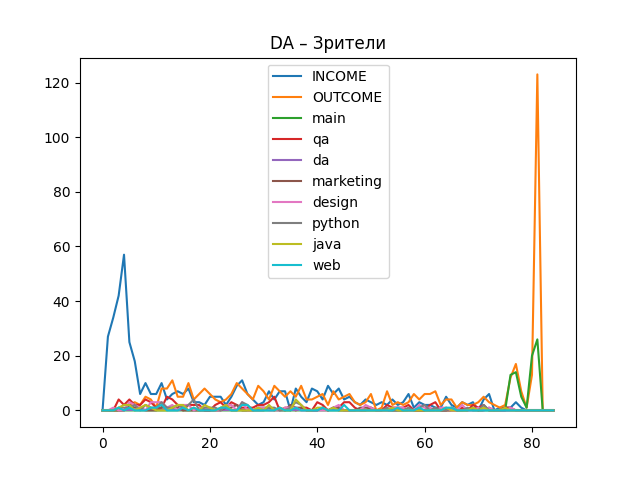 DA – Зрители
INCOME
OUTCOME
main
qa
da
marketing
design
python
java
web
120
100
80
60
40
20
0
0 20 40 60 80